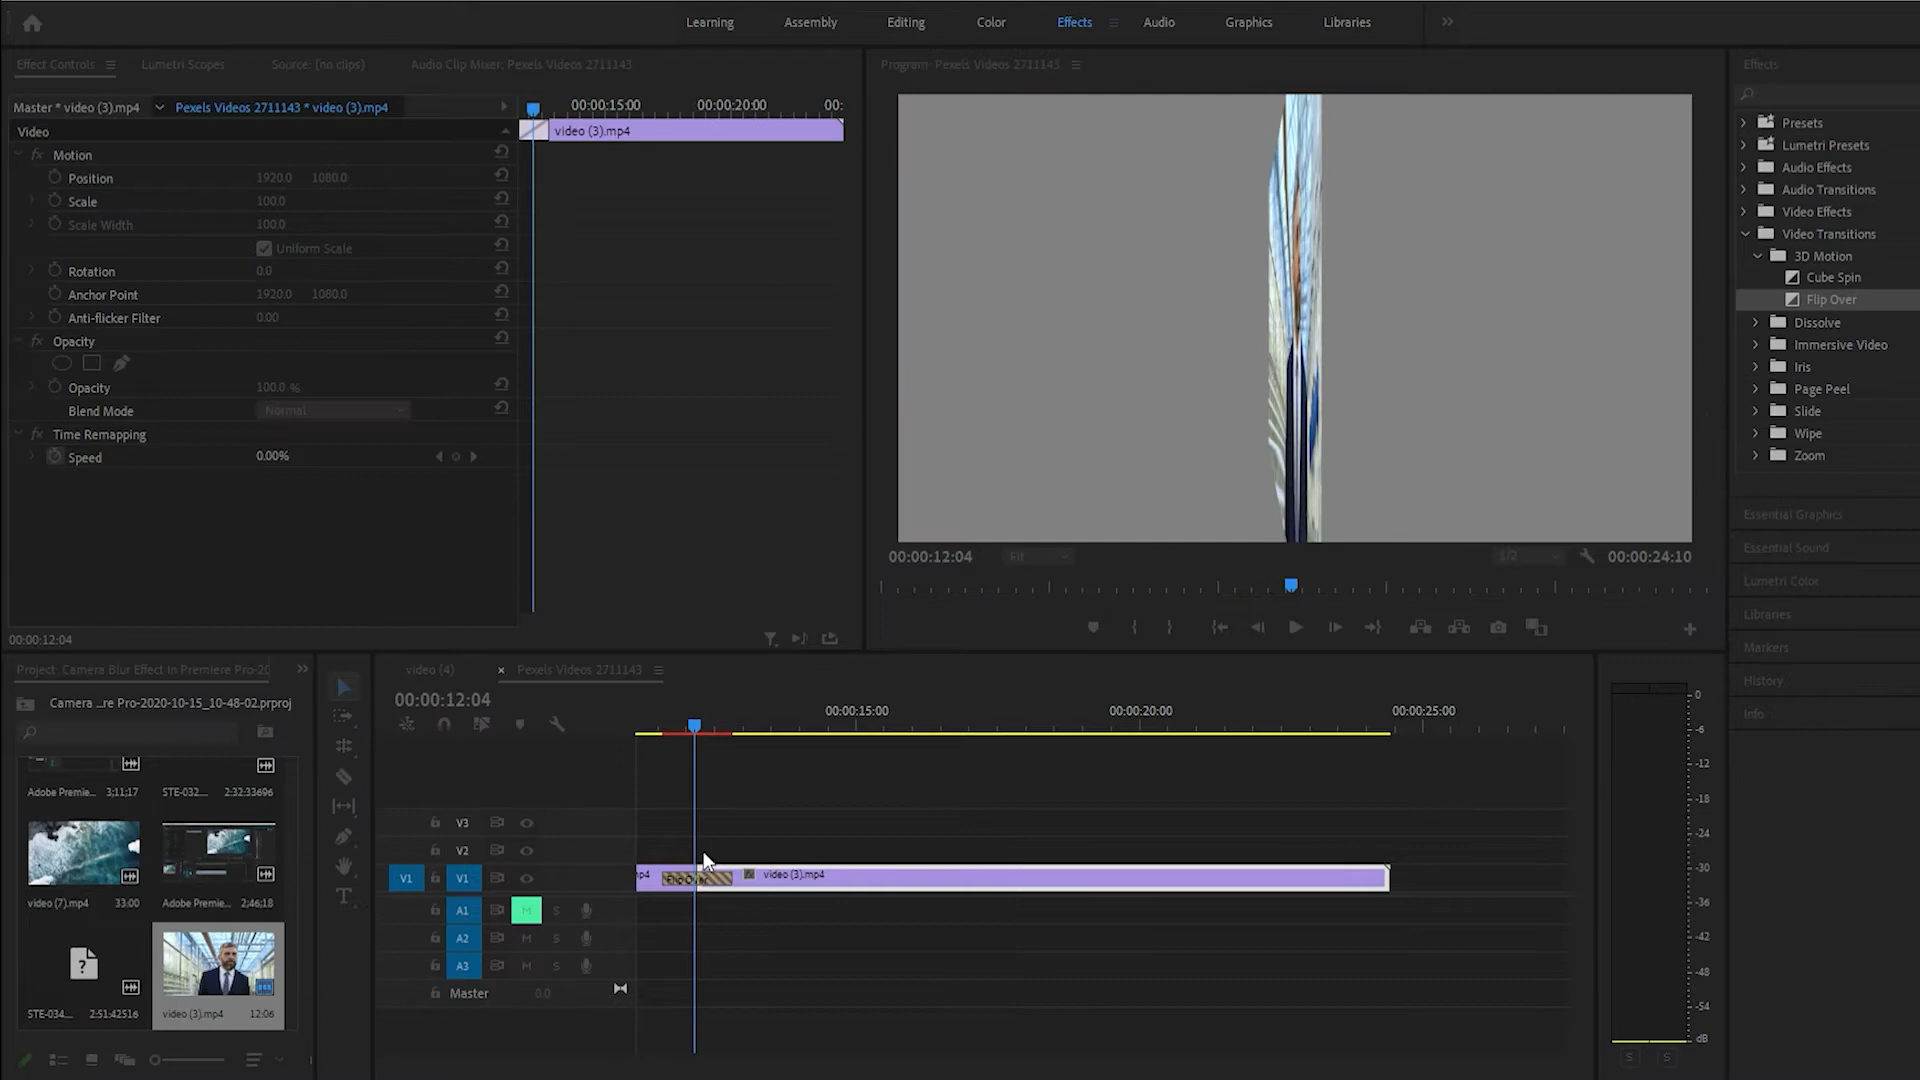 Learning Assembly Editing Color Effects Audio Graphics Libraries
Effect Controls Lumetri Scopes Source: (no clips) Audio Clip Mixer: Pexels Videos 2711143
Master * video (3).mp4 Pexels Videos 2711143 * video (3).mp4
00:00:15:00 00:00:20:00 00:
Video
video (3).mp4
fx Motion
Position 1920.0 1080.0
Scale 100.0
Scale Width 100.0
Uniform Scale
Rotation 0.0
Anchor Point 1920.0 1080.0
Anti-flicker Filter 0.00
fx Opacity
Opacity 100.0 %
Blend Mode Normal
fx Time Remapping
Speed 0.00%
00:00:12:04
Program: Pexels Videos 2711143
00:00:12:04 Fit 1/2 00:00:24:10
Effects
Presets
Lumetri Presets
Audio Effects
Audio Transitions
Video Effects
Video Transitions
3D Motion
Cube Spin
Flip Over
Dissolve
Immersive Video
Iris
Page Peel
Slide
Wipe
Zoom
Essential Graphics
Essential Sound
Lumetri Color
Libraries
Markers
History
Info
Project: Camera Blur Effect In Premiere Pro-20
Camera ...re Pro-2020-10-15_10-48-02.prproj
Adobe Premie... 3;11;17 STE-032.... 2:32:33696
video (7).mp4 33:00 Adobe Premie... 2;46;18
STE-034.... 2:51:42516 video (3).mp4 12:06
video (4) × Pexels Videos 2711143
00:00:12:04
00:00:15:00 00:00:20:00 00:00:25:00
V3
V2
V1 V1
p4 video (3).mp4
A1 M S
A2 M S
A3 M S
Master 0.0
0
-6
-12
-18
-24
-30
-36
-42
-48
-54
dB
S S